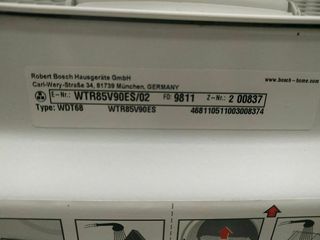 Robert Bosch Hausgeräte GmbH
Carl-Wery-Straße 34, 81739 München, GERMANY
www.bosch-home.com
E-Nr.: WTR85V90ES/02 FD 9811 Z-Nr.: 2 00837
Type: WDT68 WTR85V90ES 468110511003008374